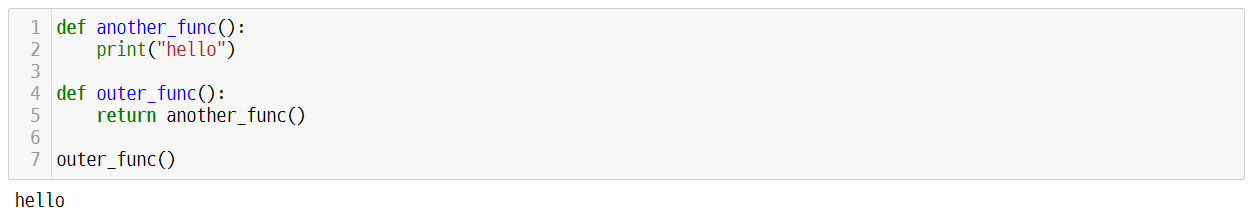 1 def another_func():
2     print("hello")
3
4 def outer_func():
5     return another_func()
6
7 outer_func()
hello